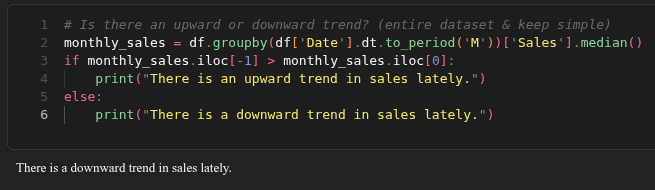 1 # Is there an upward or downward trend? (entire dataset & keep simple)
2 monthly_sales = df.groupby(df['Date'].dt.to_period('M'))['Sales'].median()
3 if monthly_sales.iloc[-1] > monthly_sales.iloc[0]:
4     print("There is an upward trend in sales lately.")
5 else:
6     print("There is a downward trend in sales lately.")
There is a downward trend in sales lately.